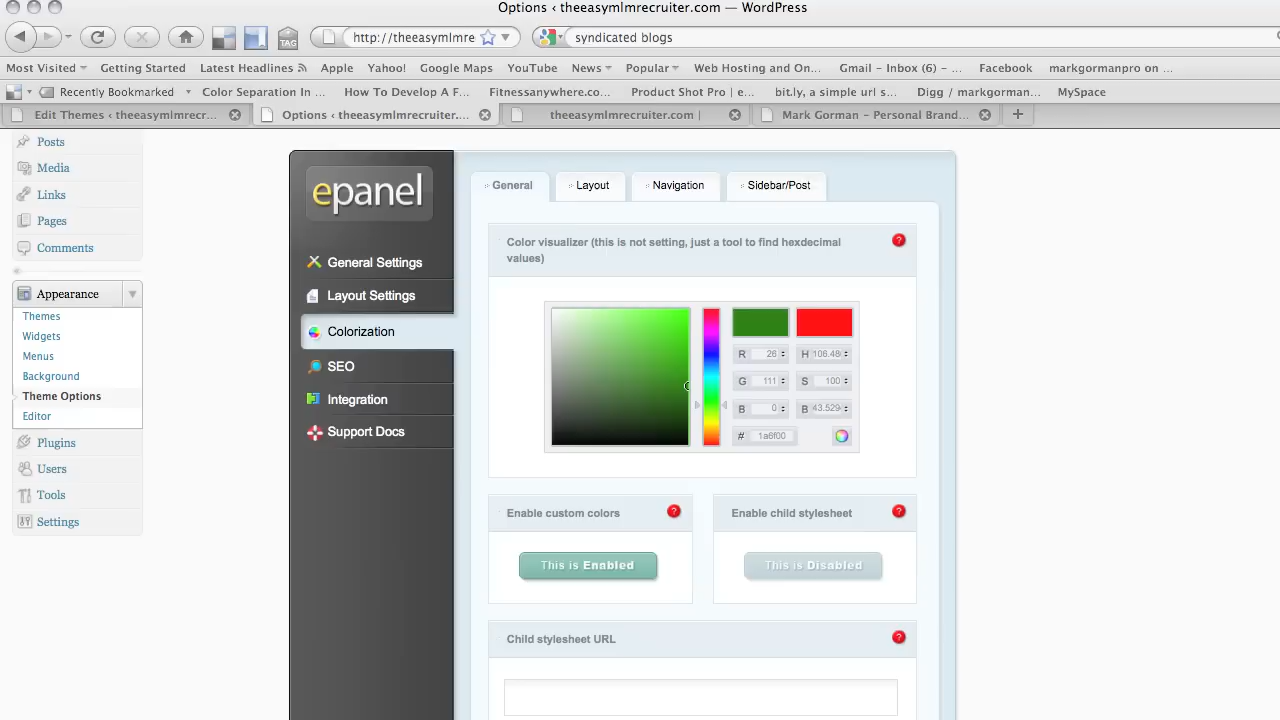 Options ‹ theeasymlmrecruiter.com — WordPress
TAG
http://theeasymlmre
syndicated blogs
Most Visited
Getting Started
Latest Headlines
Apple
Yahoo!
Google Maps
YouTube
News
Popular
Web Hosting and On...
Gmail – Inbox (6) – ...
Facebook
markgormanpro on ...
Recently Bookmarked
Color Separation In ...
How To Develop A F...
Fitnessanywhere.co...
Product Shot Pro | e...
bit.ly, a simple url s...
Digg / markgorman...
MySpace
Edit Themes ‹ theeasymlmrecr...
Options ‹ theeasymlmrecruiter....
theeasymlmrecruiter.com |
Mark Gorman – Personal Brand...
Posts
Media
Links
Pages
Comments
Appearance
Themes
Widgets
Menus
Background
Theme Options
Editor
Plugins
Users
Tools
Settings
epanel
General Settings
Layout Settings
Colorization
SEO
Integration
Support Docs
General
Layout
Navigation
Sidebar/Post
Color visualizer (this is not setting, just a tool to find hexdecimal
values)
?
R 26
H 106.48
G 111
S 100
B 0
B 43.529
# 1a6f00
Enable custom colors
?
Enable child stylesheet
?
This is Enabled
This is Disabled
Child stylesheet URL
?